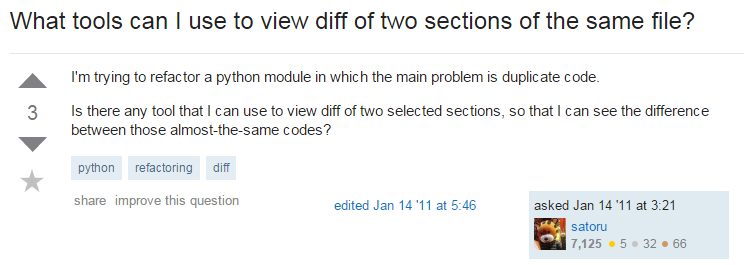 What tools can I use to view diff of two sections of the same file?
I'm trying to refactor a python module in which the main problem is duplicate code.
3
Is there any tool that I can use to view diff of two selected sections, so that I can see the difference
between those almost-the-same codes?
python refactoring diff
share improve this question
edited Jan 14 '11 at 5:46
asked Jan 14 '11 at 3:21
satoru
7,125 5 32 66